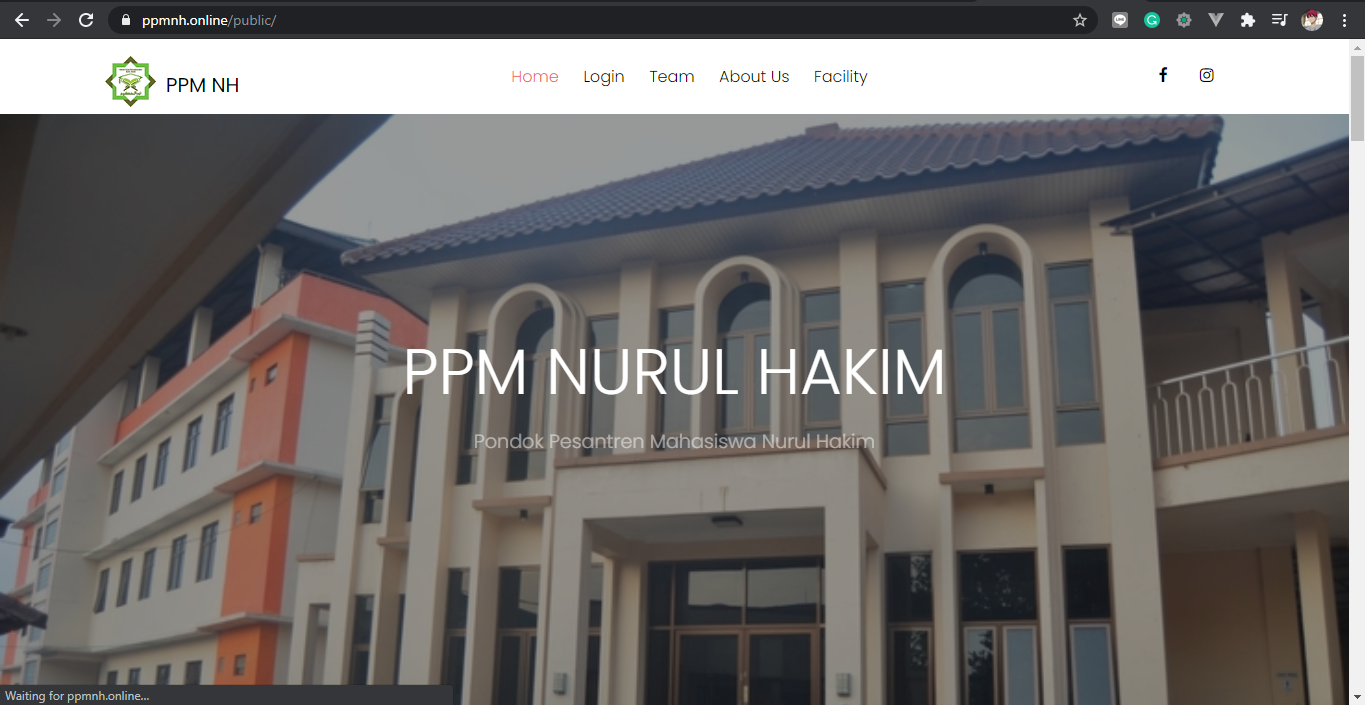 ppmnh.online/public/
PPM NH
Home Login Team About Us Facility
PPM NURUL HAKIM
Pondok Pesantren Mahasiswa Nurul Hakim
Waiting for ppmnh.online...